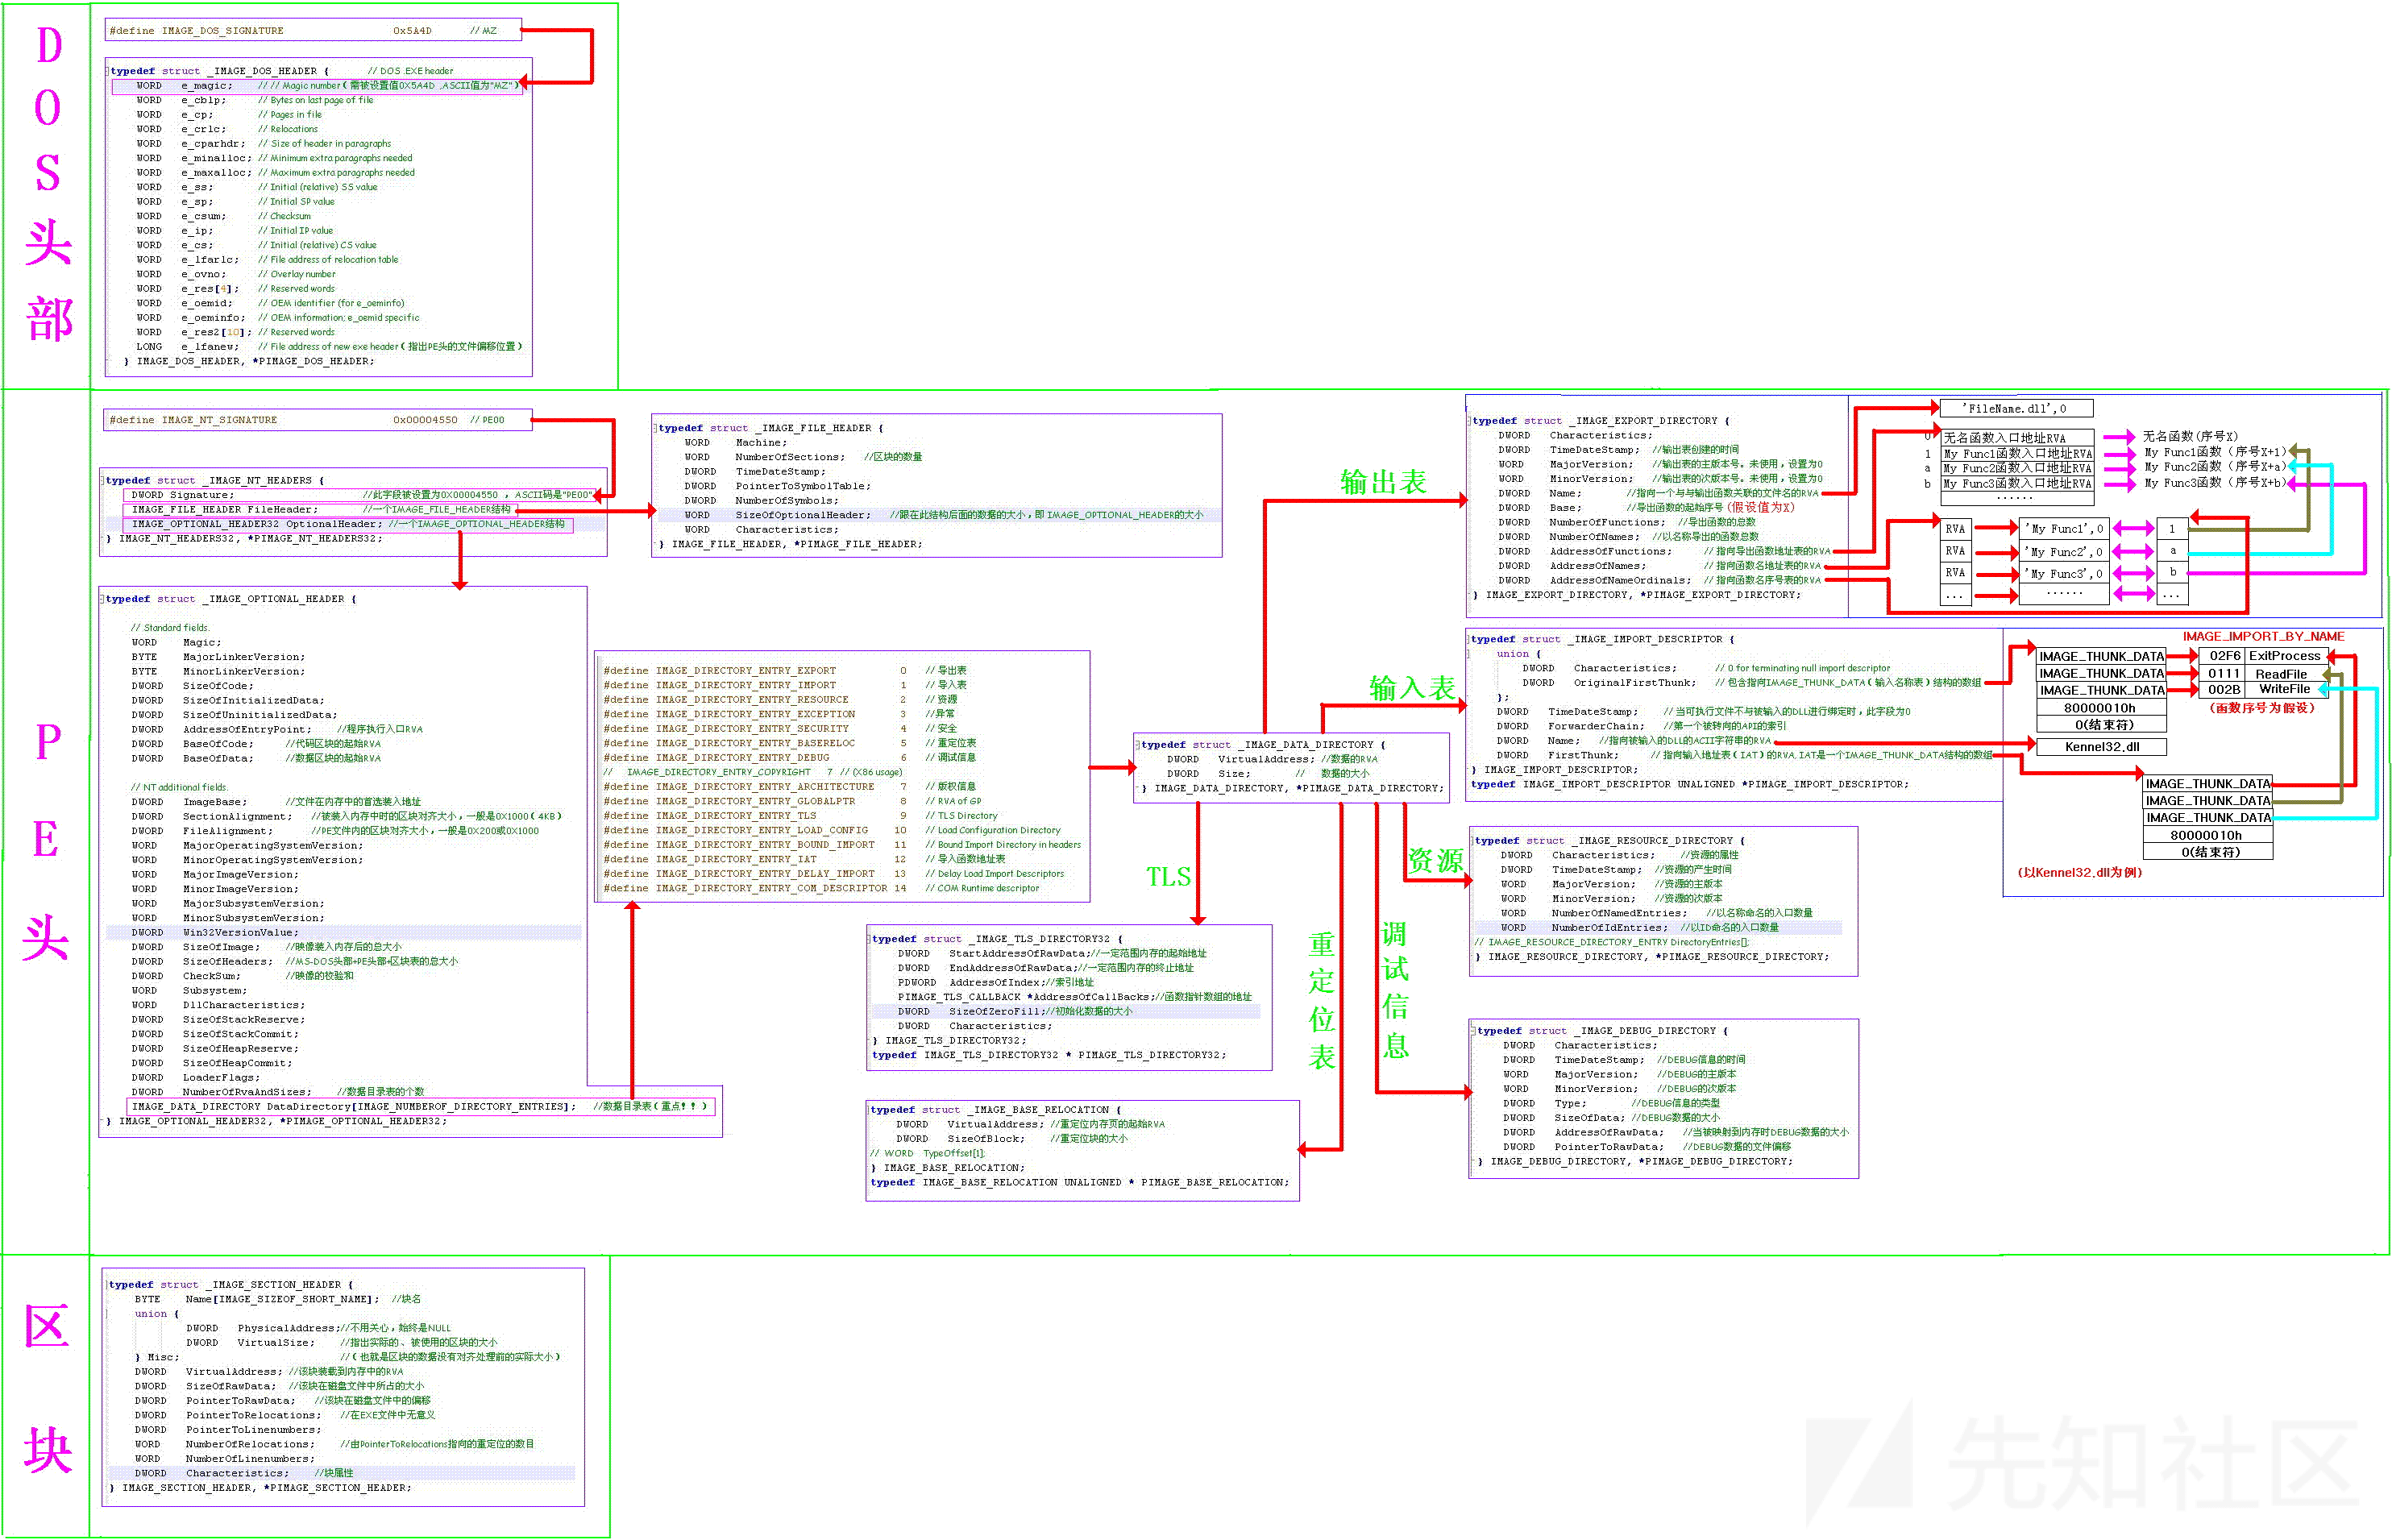 DOS头部
#define IMAGE_DOS_SIGNATURE 0x5A4D // MZ
typedef struct _IMAGE_DOS_HEADER { // DOS .EXE header
WORD e_magic; // // Magic number(需被设置值0X5A4D .ASCII值为"MZ")
WORD e_cblp; // Bytes on last page of file
WORD e_cp; // Pages in file
WORD e_crlc; // Relocations
WORD e_cparhdr; // Size of header in paragraphs
WORD e_minalloc; // Minimum extra paragraphs needed
WORD e_maxalloc; // Maximum extra paragraphs needed
WORD e_ss; // Initial (relative) SS value
WORD e_sp; // Initial SP value
WORD e_csum; // Checksum
WORD e_ip; // Initial IP value
WORD e_cs; // Initial (relative) CS value
WORD e_lfarlc; // File address of relocation table
WORD e_ovno; // Overlay number
WORD e_res[4]; // Reserved words
WORD e_oemid; // OEM identifier (for e_oeminfo)
WORD e_oeminfo; // OEM information; e_oemid specific
WORD e_res2[10]; // Reserved words
LONG e_lfanew; // File address of new exe header(指出PE头的文件偏移位置)
} IMAGE_DOS_HEADER, *PIMAGE_DOS_HEADER;
PE头
#define IMAGE_NT_SIGNATURE 0x00004550 // PE00
typedef struct _IMAGE_NT_HEADERS {
DWORD Signature; //此字段被设置为0X00004550 , ASCII码是"PE00"
IMAGE_FILE_HEADER FileHeader; //一个IMAGE_FILE_HEADER结构
IMAGE_OPTIONAL_HEADER32 OptionalHeader; //一个IMAGE_OPTIONAL_HEADER结构
} IMAGE_NT_HEADERS32, *PIMAGE_NT_HEADERS32;
typedef struct _IMAGE_FILE_HEADER {
WORD Machine;
WORD NumberOfSections; //区块的数量
DWORD TimeDateStamp;
DWORD PointerToSymbolTable;
DWORD NumberOfSymbols;
WORD SizeOfOptionalHeader; //跟在此结构后面的数据的大小,即 IMAGE_OPTIONAL_HEADER的大小
WORD Characteristics;
} IMAGE_FILE_HEADER, *PIMAGE_FILE_HEADER;
typedef struct _IMAGE_OPTIONAL_HEADER {
// Standard fields.
WORD Magic;
BYTE MajorLinkerVersion;
BYTE MinorLinkerVersion;
DWORD SizeOfCode;
DWORD SizeOfInitializedData;
DWORD SizeOfUninitializedData;
DWORD AddressOfEntryPoint; //程序执行入口RVA
DWORD BaseOfCode; //代码区块的起始RVA
DWORD BaseOfData; //数据区块的起始RVA
// NT additional fields.
DWORD ImageBase; //文件在内存中的首选装入地址
DWORD SectionAlignment; //被装入内存中时的区块对齐大小,一般是0X1000(4KB)
DWORD FileAlignment; //PE文件内的区块对齐大小,一般是0X200或0X1000
WORD MajorOperatingSystemVersion;
WORD MinorOperatingSystemVersion;
WORD MajorImageVersion;
WORD MinorImageVersion;
WORD MajorSubsystemVersion;
WORD MinorSubsystemVersion;
DWORD Win32VersionValue;
DWORD SizeOfImage; //映像装入内存后的总大小
DWORD SizeOfHeaders; //MS-DOS头部+PE头部+区块表的总大小
DWORD CheckSum; //映像的校验和
WORD Subsystem;
WORD DllCharacteristics;
DWORD SizeOfStackReserve;
DWORD SizeOfStackCommit;
DWORD SizeOfHeapReserve;
DWORD SizeOfHeapCommit;
DWORD LoaderFlags;
DWORD NumberOfRvaAndSizes; //数据目录表的个数
IMAGE_DATA_DIRECTORY DataDirectory[IMAGE_NUMBEROF_DIRECTORY_ENTRIES]; //数据目录表(重点!!)
} IMAGE_OPTIONAL_HEADER32, *PIMAGE_OPTIONAL_HEADER32;
#define IMAGE_DIRECTORY_ENTRY_EXPORT 0 // 导出表
#define IMAGE_DIRECTORY_ENTRY_IMPORT 1 // 导入表
#define IMAGE_DIRECTORY_ENTRY_RESOURCE 2 // 资源
#define IMAGE_DIRECTORY_ENTRY_EXCEPTION 3 //异常
#define IMAGE_DIRECTORY_ENTRY_SECURITY 4 // 安全
#define IMAGE_DIRECTORY_ENTRY_BASERELOC 5 // 重定位表
#define IMAGE_DIRECTORY_ENTRY_DEBUG 6 // 调试信息
// IMAGE_DIRECTORY_ENTRY_COPYRIGHT 7 // (X86 usage)
#define IMAGE_DIRECTORY_ENTRY_ARCHITECTURE 7 // 版权信息
#define IMAGE_DIRECTORY_ENTRY_GLOBALPTR 8 // RVA of GP
#define IMAGE_DIRECTORY_ENTRY_TLS 9 // TLS Directory
#define IMAGE_DIRECTORY_ENTRY_LOAD_CONFIG 10 // Load Configuration Directory
#define IMAGE_DIRECTORY_ENTRY_BOUND_IMPORT 11 // Bound Import Directory in headers
#define IMAGE_DIRECTORY_ENTRY_IAT 12 // 导入函数地址表
#define IMAGE_DIRECTORY_ENTRY_DELAY_IMPORT 13 // Delay Load Import Descriptors
#define IMAGE_DIRECTORY_ENTRY_COM_DESCRIPTOR 14 // COM Runtime descriptor
typedef struct _IMAGE_DATA_DIRECTORY {
DWORD VirtualAddress; //数据的RVA
DWORD Size; // 数据的大小
} IMAGE_DATA_DIRECTORY, *PIMAGE_DATA_DIRECTORY;
输出表
typedef struct _IMAGE_EXPORT_DIRECTORY {
DWORD Characteristics;
DWORD TimeDateStamp; //输出表创建的时间
WORD MajorVersion; //输出表的主版本号。未使用,设置为0
WORD MinorVersion; //输出表的次版本号。未使用,设置为0
DWORD Name; //指向一个与与输出函数关联的文件名的RVA
DWORD Base; //导出函数的起始序号(假设值为X)
DWORD NumberOfFunctions; //导出函数的总数
DWORD NumberOfNames; //以名称导出的函数总数
DWORD AddressOfFunctions; // 指向导出函数地址表的RVA
DWORD AddressOfNames; // 指向函数名地址表的RVA
DWORD AddressOfNameOrdinals; // 指向函数名序号表的RVA
} IMAGE_EXPORT_DIRECTORY, *PIMAGE_EXPORT_DIRECTORY;
'FileName.dll',0
0 无名函数入口地址RVA 无名函数(序号X)
1 My Func1函数入口地址RVA My Func1函数(序号X+1)
a My Func2函数入口地址RVA My Func2函数(序号X+a)
b My Func3函数入口地址RVA My Func3函数(序号X+b)
......
RVA 'My Func1',0 1
RVA 'My Func2',0 a
RVA 'My Func3',0 b
... ...... ...
输入表
typedef struct _IMAGE_IMPORT_DESCRIPTOR {
union {
DWORD Characteristics; // 0 for terminating null import descriptor
DWORD OriginalFirstThunk; // 包含指向IMAGE_THUNK_DATA(输入名称表)结构的数组
};
DWORD TimeDateStamp; // 当可执行文件不与被输入的DLL进行绑定时,此字段为0
DWORD ForwarderChain; //第一个被转向的API的索引
DWORD Name; //指向被输入的DLL的ACII字符串的RVA
DWORD FirstThunk; // 指向输入地址表(IAT)的RVA.IAT是一个IMAGE_THUNK_DATA结构的数组
} IMAGE_IMPORT_DESCRIPTOR;
typedef IMAGE_IMPORT_DESCRIPTOR UNALIGNED *PIMAGE_IMPORT_DESCRIPTOR;
IMAGE_IMPORT_BY_NAME
IMAGE_THUNK_DATA 02F6 ExitProcess
IMAGE_THUNK_DATA 0111 ReadFile
IMAGE_THUNK_DATA 002B WriteFile
80000010h (函数序号为假设)
0(结束符)
Kennel32.dll
IMAGE_THUNK_DATA
IMAGE_THUNK_DATA
IMAGE_THUNK_DATA
80000010h
0(结束符)
(以Kennel32.dll为例)
TLS
typedef struct _IMAGE_TLS_DIRECTORY32 {
DWORD StartAddressOfRawData;//一定范围内存的起始地址
DWORD EndAddressOfRawData;//一定范围内存的终止地址
PDWORD AddressOfIndex;//索引地址
PIMAGE_TLS_CALLBACK *AddressOfCallBacks;//函数指针数组的地址
DWORD SizeOfZeroFill;//初始化数据的大小
DWORD Characteristics;
} IMAGE_TLS_DIRECTORY32;
typedef IMAGE_TLS_DIRECTORY32 * PIMAGE_TLS_DIRECTORY32;
重定位表
typedef struct _IMAGE_BASE_RELOCATION {
DWORD VirtualAddress; //重定位内存页的起始RVA
DWORD SizeOfBlock; //重定位块的大小
// WORD TypeOffset[1];
} IMAGE_BASE_RELOCATION;
typedef IMAGE_BASE_RELOCATION UNALIGNED * PIMAGE_BASE_RELOCATION;
资源
typedef struct _IMAGE_RESOURCE_DIRECTORY {
DWORD Characteristics; //资源的属性
DWORD TimeDateStamp; //资源的产生时间
WORD MajorVersion; //资源的主版本
WORD MinorVersion; //资源的次版本
WORD NumberOfNamedEntries; //以名称命名的入口数量
WORD NumberOfIdEntries; //以ID命名的入口数量
// IMAGE_RESOURCE_DIRECTORY_ENTRY DirectoryEntries[];
} IMAGE_RESOURCE_DIRECTORY, *PIMAGE_RESOURCE_DIRECTORY;
调试信息
typedef struct _IMAGE_DEBUG_DIRECTORY {
DWORD Characteristics;
DWORD TimeDateStamp; //DEBUG信息的时间
WORD MajorVersion; //DEBUG的主版本
WORD MinorVersion; //DEBUG的次版本
DWORD Type; //DEBUG信息的类型
DWORD SizeOfData; //DEBUG数据的大小
DWORD AddressOfRawData; //当被映射到内存时DEBUG数据的大小
DWORD PointerToRawData; //DEBUG数据的文件偏移
} IMAGE_DEBUG_DIRECTORY, *PIMAGE_DEBUG_DIRECTORY;
区块
typedef struct _IMAGE_SECTION_HEADER {
BYTE Name[IMAGE_SIZEOF_SHORT_NAME]; //块名
union {
DWORD PhysicalAddress;//不用关心,始终是NULL
DWORD VirtualSize; //指出实际的、被使用的区块的大小
} Misc; //(也就是区块的数据没有对齐处理前的实际大小)
DWORD VirtualAddress; //该块装载到内存中的RVA
DWORD SizeOfRawData; //该块在磁盘文件中所占的大小
DWORD PointerToRawData; //该块在磁盘文件中的偏移
DWORD PointerToRelocations; //在EXE文件中无意义
DWORD PointerToLinenumbers;
WORD NumberOfRelocations; //由PointerToRelocations指向的重定位的数目
WORD NumberOfLinenumbers;
DWORD Characteristics; //块属性
} IMAGE_SECTION_HEADER, *PIMAGE_SECTION_HEADER;
先知社区